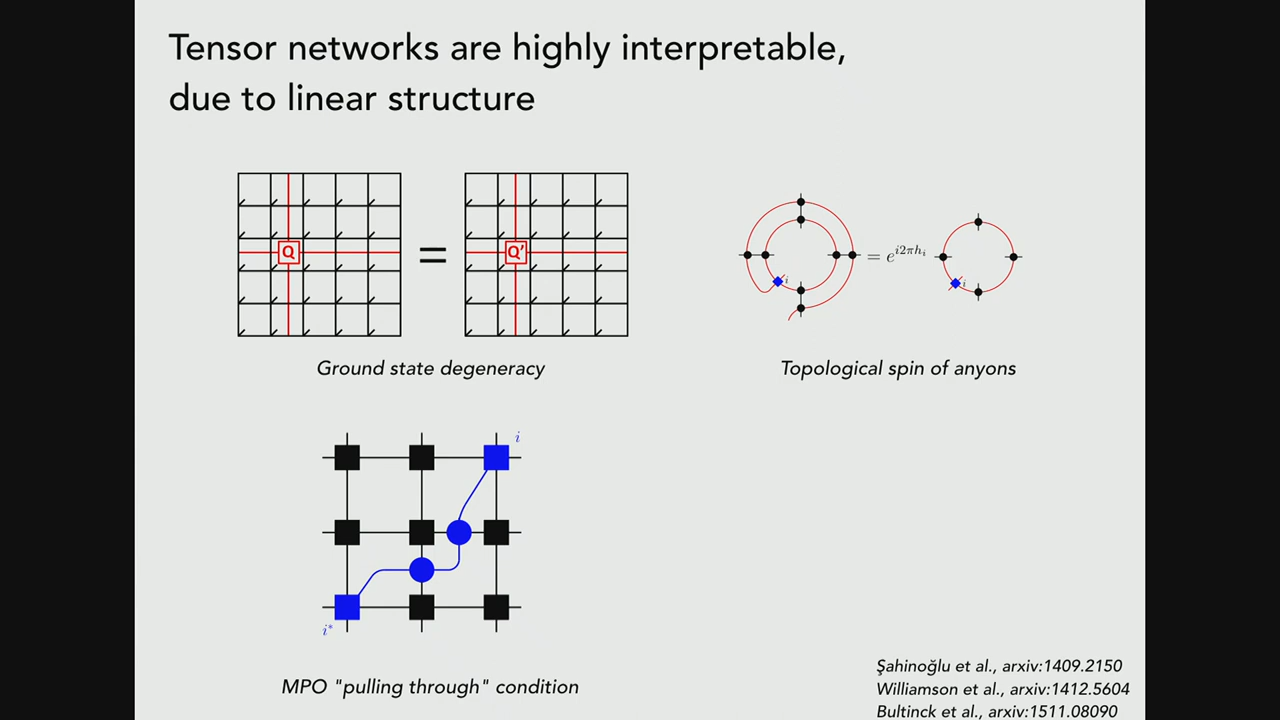 Tensor networks are highly interpretable,
due to linear structure
Q
=
Q’
i
= e^{i2πh_i}
i
Ground state degeneracy
Topological spin of anyons
i
i*
MPO "pulling through" condition
Şahinoğlu et al., arxiv:1409.2150
Williamson et al., arxiv:1412.5604
Bultinck et al., arxiv:1511.08090